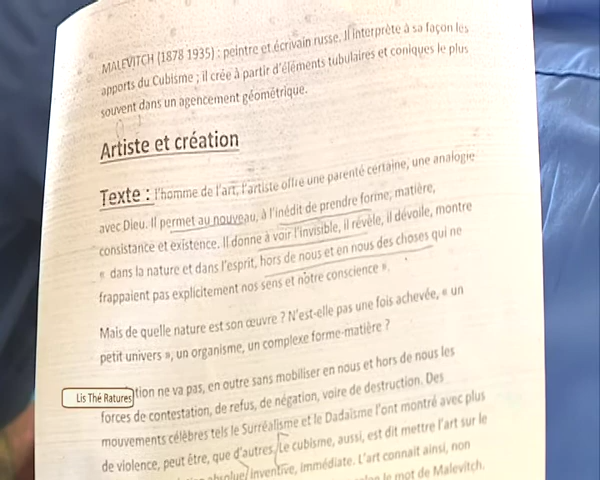 MALEVITCH (1878 1935) : peintre et écrivain russe. Il interprète à sa façon les
apports du Cubisme ; il crée à partir d'éléments tubulaires et coniques le plus
souvent dans un agencement géométrique.
Artiste et création
Texte : l'homme de l'art, l'artiste offre une parenté certaine, une analogie
avec Dieu. Il permet au nouveau, à l'inédit de prendre forme, matière,
consistance et existence. Il donne à voir l'invisible, il révèle, il dévoile, montre
« dans la nature et dans l'esprit, hors de nous et en nous des choses qui ne
frappaient pas explicitement nos sens et notre conscience ».
Mais de quelle nature est son œuvre ? N'est-elle pas une fois achevée, « un
petit univers », un organisme, un complexe forme-matière ?
Lis Thé Ratures
tion ne va pas, en outre sans mobiliser en nous et hors de nous les
forces de contestation, de refus, de négation, voire de destruction. Des
mouvements célèbres tels le Surréalisme et le Dadaïsme l'ont montré avec plus
de violence, peut être, que d'autres. Le cubisme, aussi, est dit mettre l'art sur le
absolue, inventive, immédiate. L'art connait ainsi, non
le mot de Malevitch.